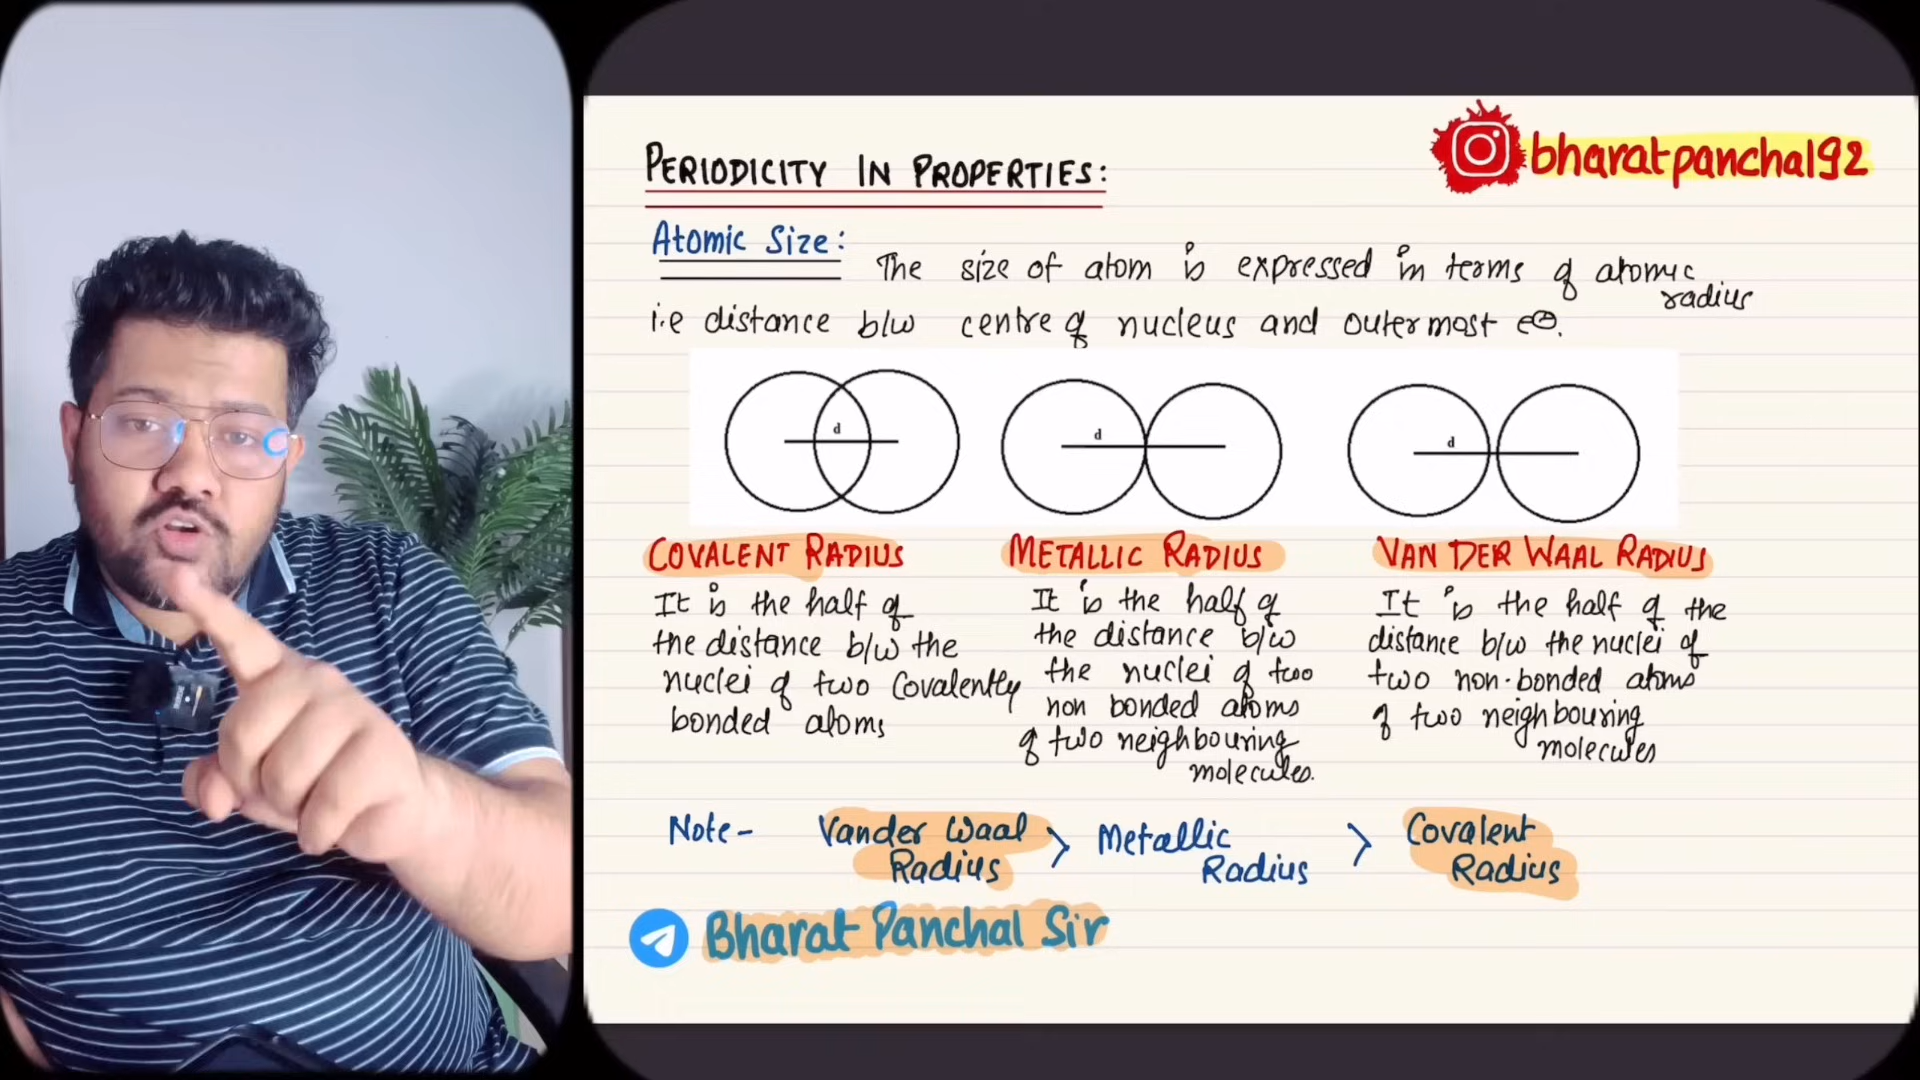 bharatpanchal92
PERIODICITY IN PROPERTIES:
Atomic Size: The size of atom is expressed in terms of atomic
radius
i.e distance b/w centre of nucleus and outermost e⊖.
d
d
d
COVALENT RADIUS
It is the half of
the distance b/w the
nuclei of two Covalently
bonded atoms
METALLIC RADIUS
It is the half of
the distance b/w
the nuclei of two
non bonded atoms
of two neighbouring
molecules.
VAN DER WAAL RADIUS
It is the half of the
distance b/w the nuclei of
two non-bonded atoms
of two neighbouring
molecules
Note - Vander Waal Radius > Metallic Radius > Covalent Radius
Bharat Panchal Sir